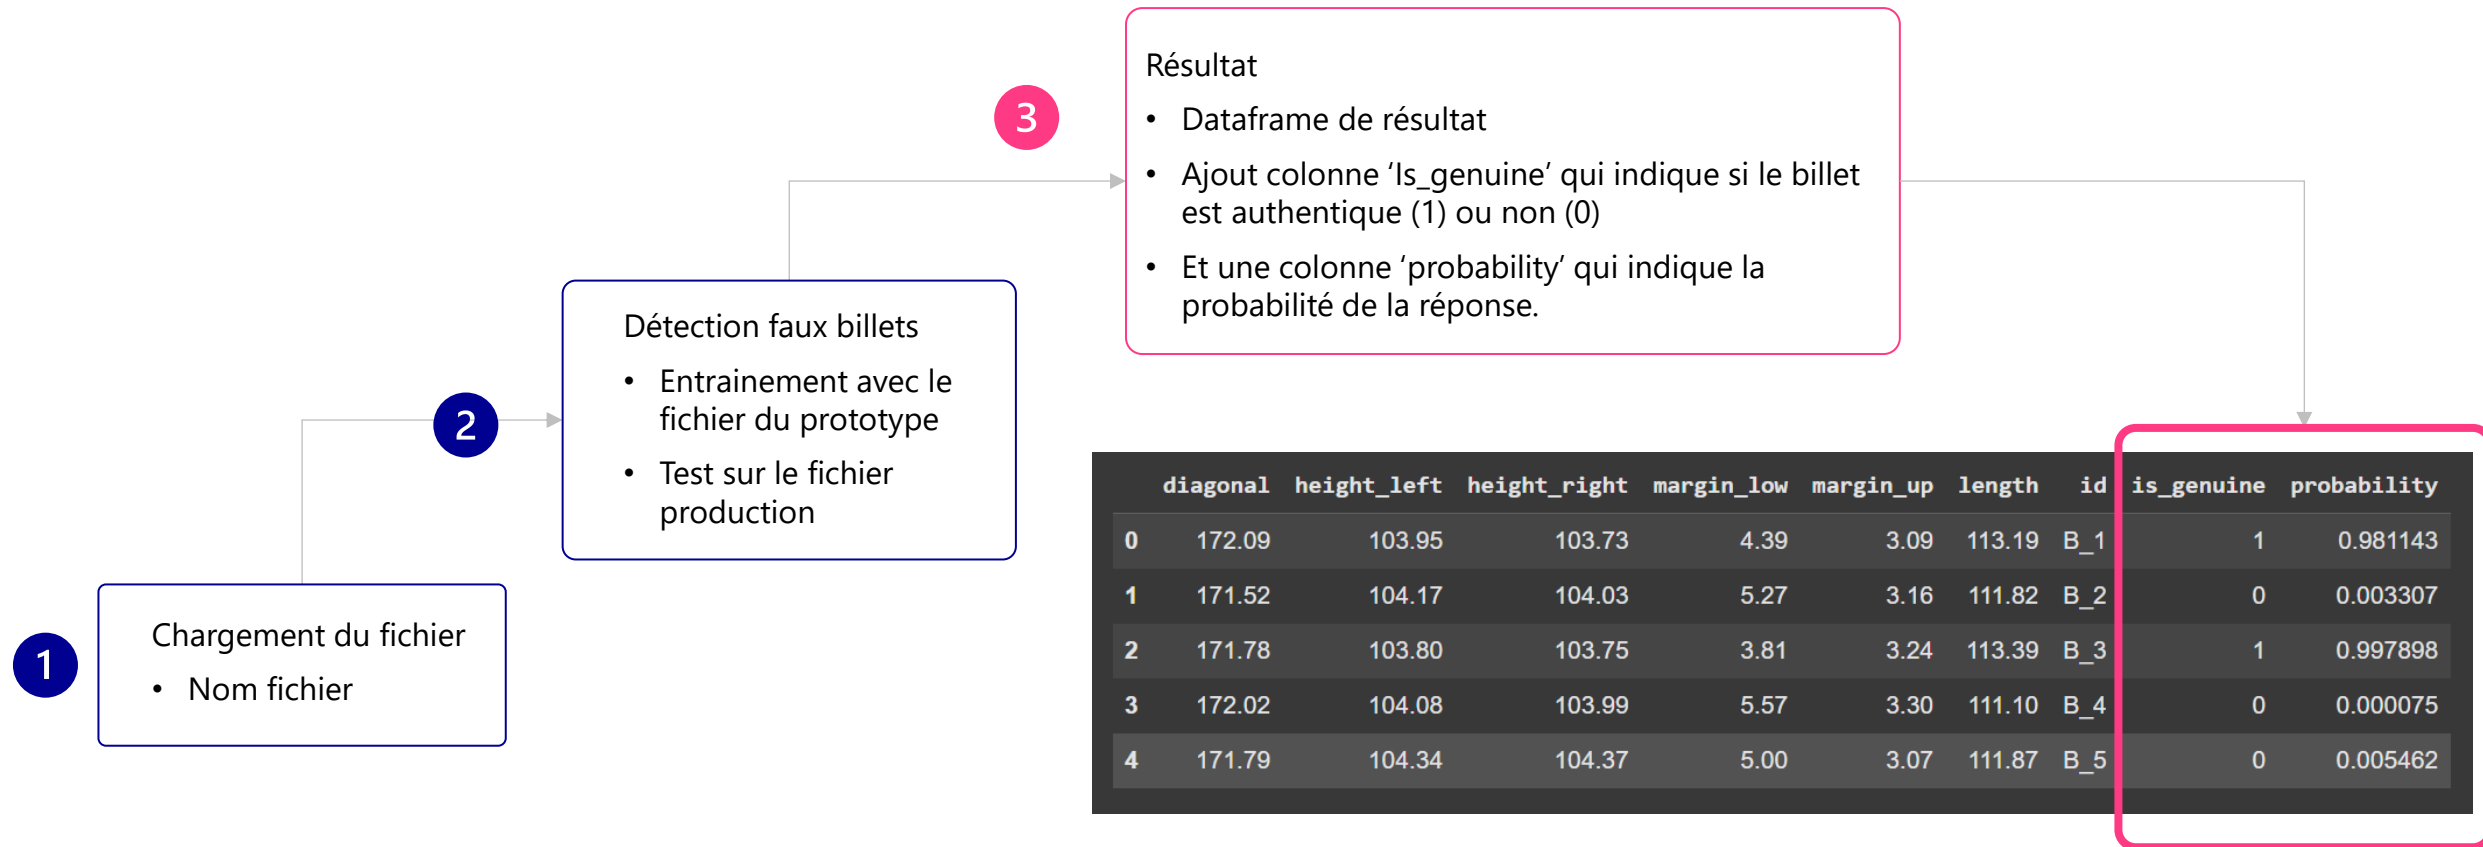 1
Chargement du fichier
• Nom fichier
2
Détection faux billets
• Entrainement avec le
fichier du prototype
• Test sur le fichier
production
3
Résultat
• Dataframe de résultat
• Ajout colonne ‘Is_genuine’ qui indique si le billet
est authentique (1) ou non (0)
• Et une colonne ‘probability’ qui indique la
probabilité de la réponse.
diagonal height_left height_right margin_low margin_up length id is_genuine probability
0 172.09 103.95 103.73 4.39 3.09 113.19 B_1 1 0.981143
1 171.52 104.17 104.03 5.27 3.16 111.82 B_2 0 0.003307
2 171.78 103.80 103.75 3.81 3.24 113.39 B_3 1 0.997898
3 172.02 104.08 103.99 5.57 3.30 111.10 B_4 0 0.000075
4 171.79 104.34 104.37 5.00 3.07 111.87 B_5 0 0.005462